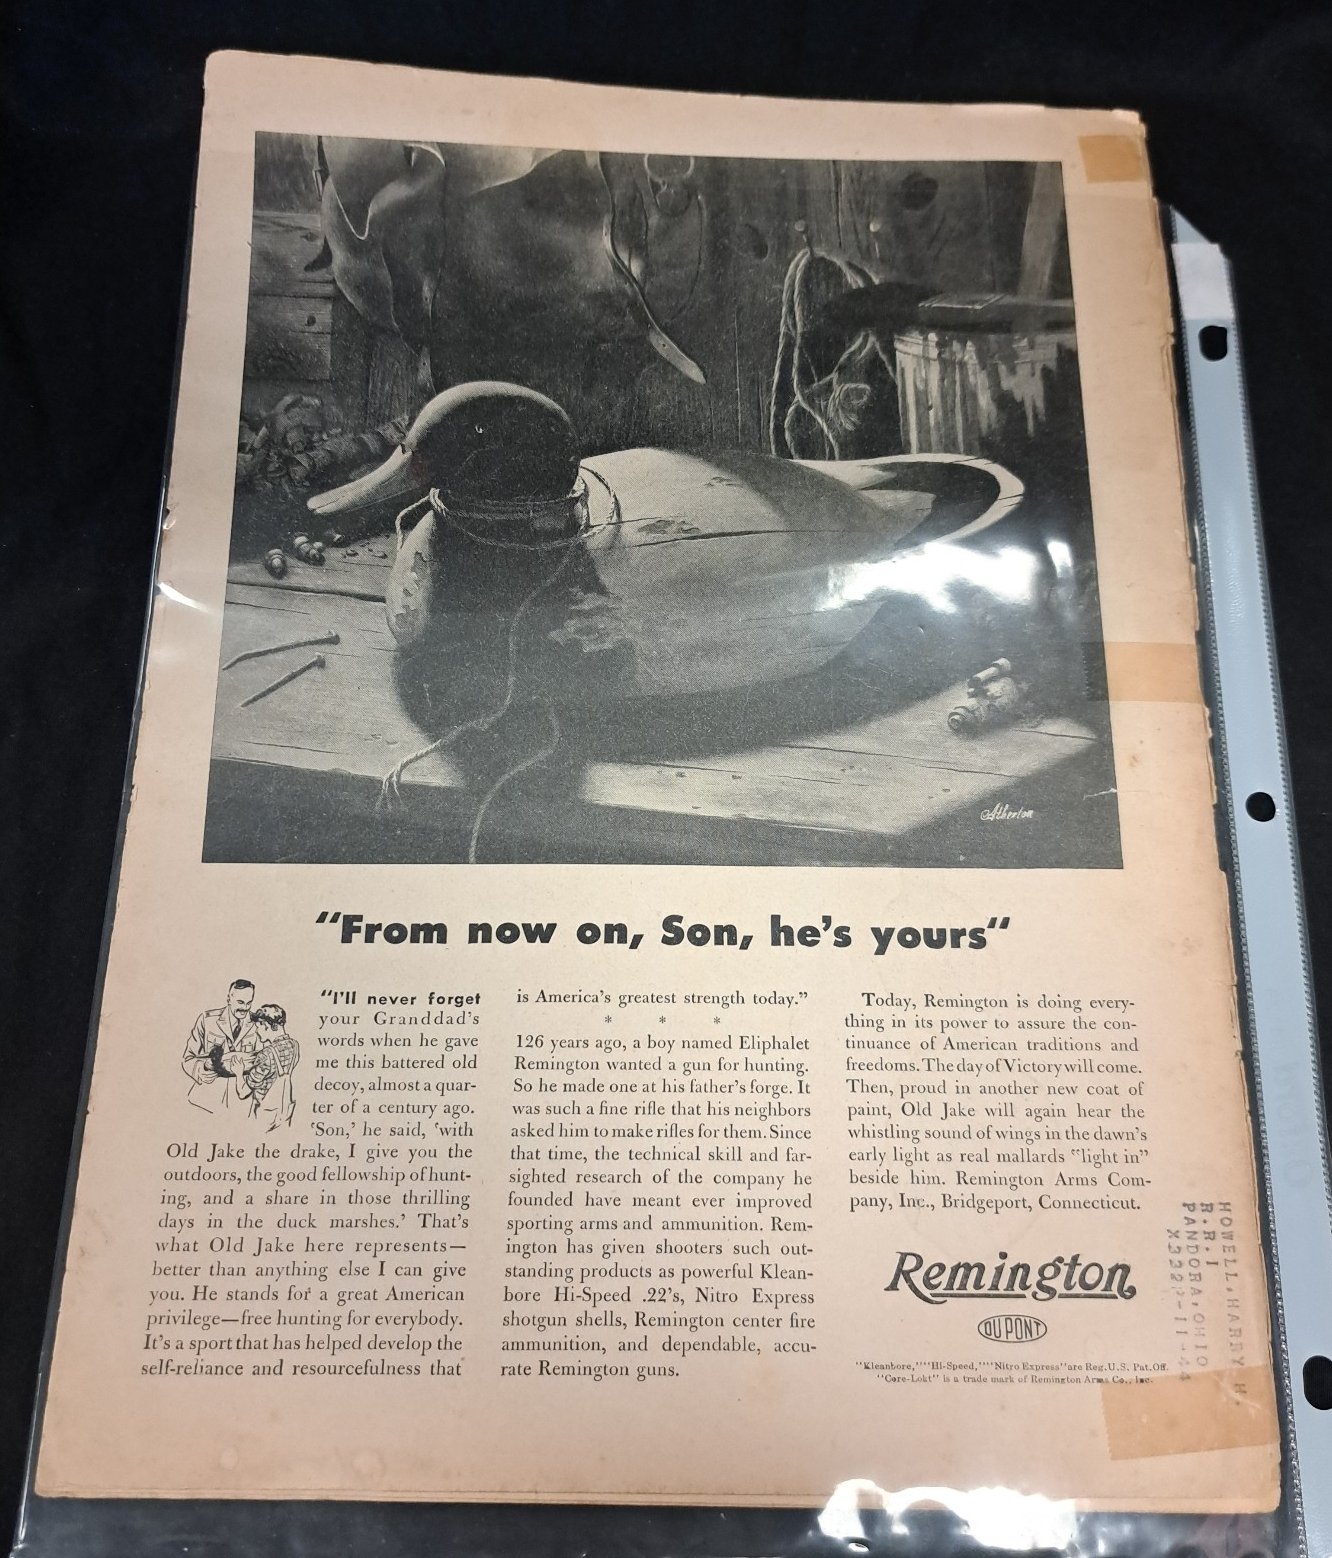 Atherton
"From now on, Son, he's yours"
"I'll never forget
your Granddad's
words when he gave
me this battered old
decoy, almost a quar-
ter of a century ago.
'Son,' he said, 'with
Old Jake the drake, I give you the
outdoors, the good fellowship of hunt-
ing, and a share in those thrilling
days in the duck marshes.' That's
what Old Jake here represents—
better than anything else I can give
you. He stands for a great American
privilege—free hunting for everybody.
It's a sport that has helped develop the
self-reliance and resourcefulness that
is America's greatest strength today."
* * *
126 years ago, a boy named Eliphalet
Remington wanted a gun for hunting.
So he made one at his father's forge. It
was such a fine rifle that his neighbors
asked him to make rifles for them. Since
that time, the technical skill and far-
sighted research of the company he
founded have meant ever improved
sporting arms and ammunition. Rem-
ington has given shooters such out-
standing products as powerful Klean-
bore Hi-Speed .22's, Nitro Express
shotgun shells, Remington center fire
ammunition, and dependable, accu-
rate Remington guns.
Today, Remington is doing every-
thing in its power to assure the con-
tinuance of American traditions and
freedoms. The day of Victory will come.
Then, proud in another new coat of
paint, Old Jake will again hear the
whistling sound of wings in the dawn's
early light as real mallards "light in"
beside him. Remington Arms Com-
pany, Inc., Bridgeport, Connecticut.
Remington,
DU PONT
"Kleanbore," "Hi-Speed," "Nitro Express" are Reg. U.S. Pat. Off.
"Core-Lokt" is a trade mark of Remington Arms Co., Inc.
HOWELL,HARRY H.
R.R.I
PANDORA,OHIO
-11-44